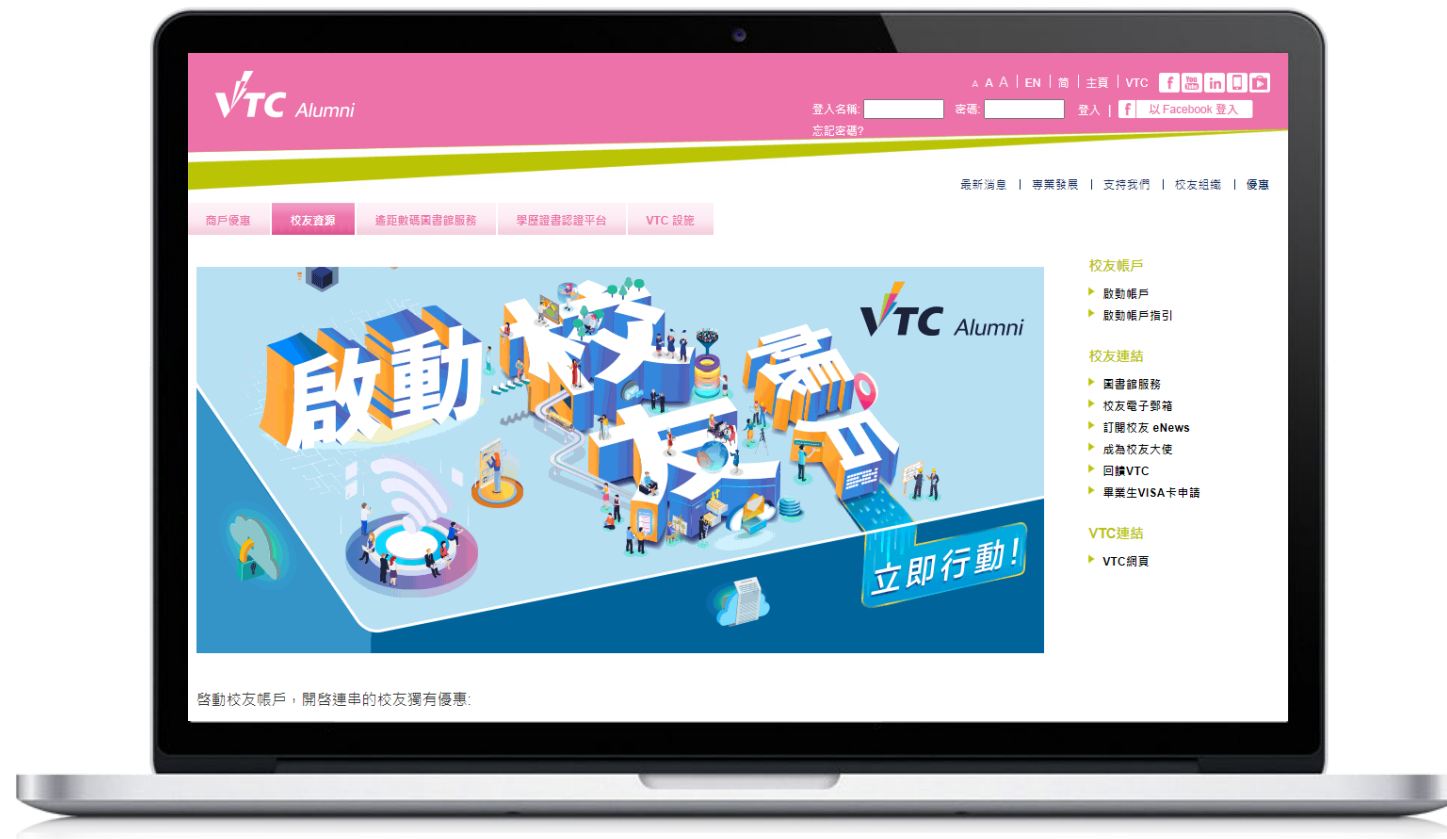 VTC Alumni
A A A | EN | 简 | 主頁 | VTC f You Tube in
登入名稱: 密碼: 登入 | f 以 Facebook 登入
忘記密碼?
最新消息 | 專業發展 | 支持我們 | 校友組織 | 優惠
商戶優惠 校友資源 遙距數碼圖書館服務 學歷證書認證平台 VTC 設施
VTC Alumni
啟動校友帳戶
立即行動!
校友帳戶
啟動帳戶
啟動帳戶指引
校友連結
圖書館服務
校友電子郵箱
訂閱校友 eNews
成為校友大使
回饋VTC
畢業生VISA卡申請
VTC連結
VTC網頁
啓動校友帳戶，開啓連串的校友獨有優惠: